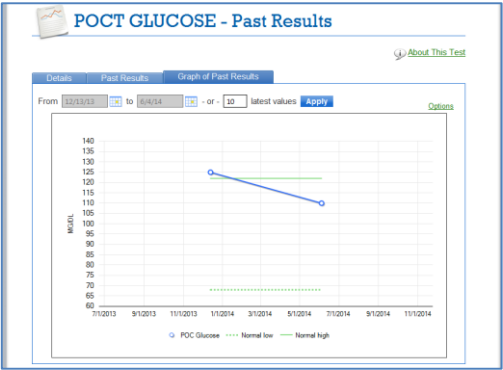 POCT GLUCOSE - Past Results
About This Test
Details Past Results Graph of Past Results
From 12/13/13 to 6/4/14 - or - 10 latest values Apply
Options
140
135
130
125
120
115
110
105
100
95
90
85
80
75
70
65
60
MG/DL
7/1/2013 9/1/2013 11/1/2013 1/1/2014 3/1/2014 5/1/2014 7/1/2014 9/1/2014 11/1/2014
POC Glucose Normal low Normal high